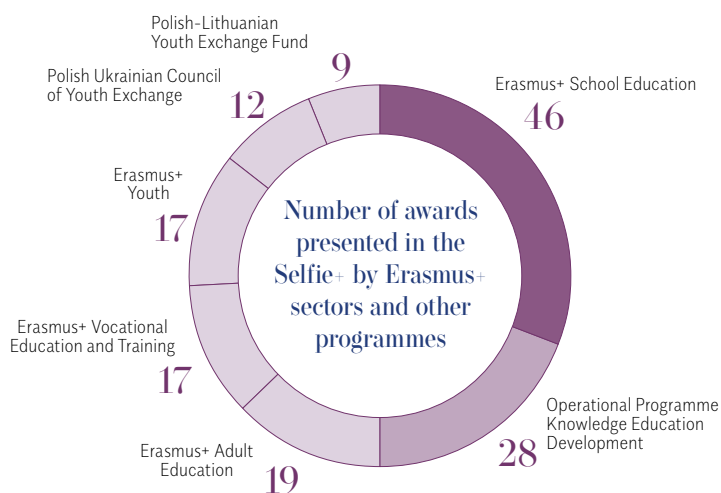 Polish-Lithuanian
Youth Exchange Fund
9
Polish Ukrainian Council
of Youth Exchange
12
Erasmus+ School Education
46
Erasmus+
Youth
17
Number of awards
presented in the
Selfie+ by Erasmus+
sectors and other
programmes
Erasmus+ Vocational
Education and Training
17
Operational Programme
Knowledge Education
Development
28
Erasmus+ Adult
Education
19